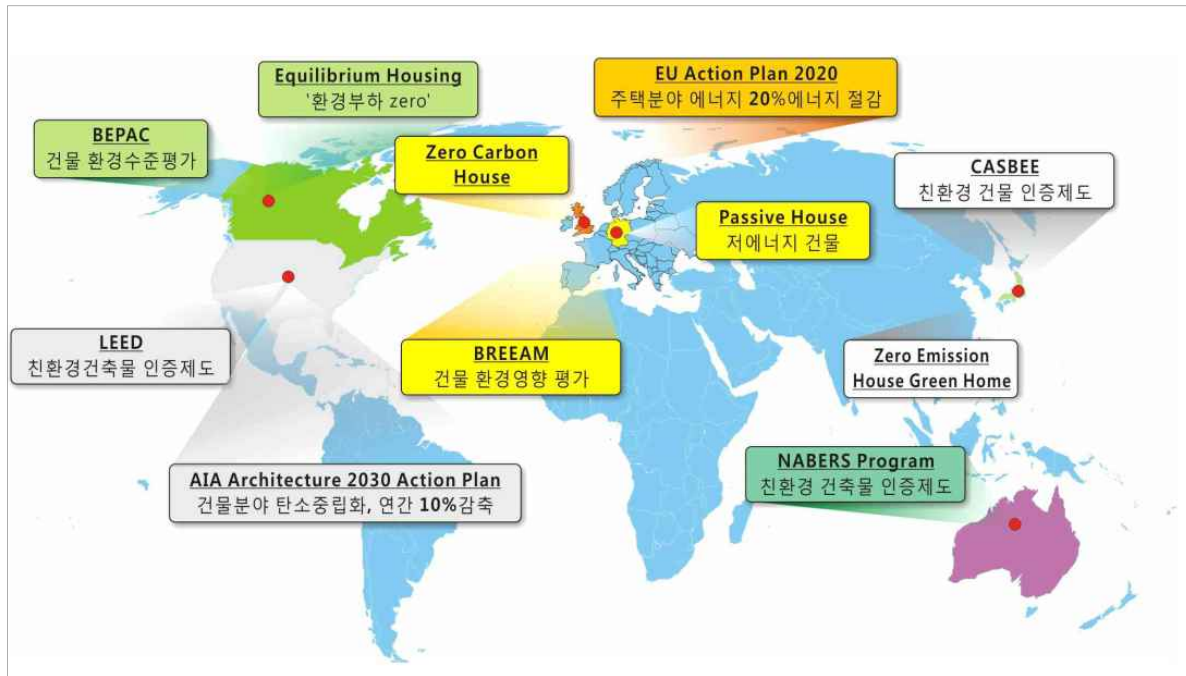 Equilibrium Housing
'환경부하 zero'
EU Action Plan 2020
주택분야 에너지 20%에너지 절감
BEPAC
건물 환경수준평가
Zero Carbon
House
CASBEE
친환경 건물 인증제도
Passive House
저에너지 건물
LEED
친환경건축물 인증제도
BREEAM
건물 환경영향 평가
Zero Emission
House Green Home
NABERS Program
친환경 건축물 인증제도
AIA Architecture 2030 Action Plan
건물분야 탄소중립화, 연간 10%감축